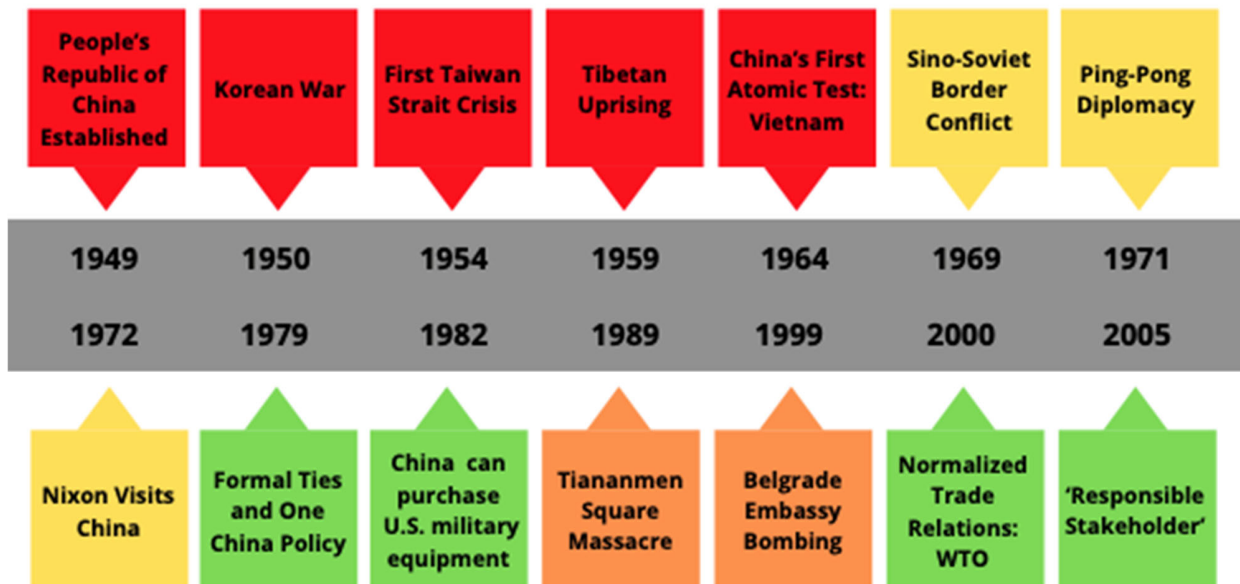 People's
Republic of
China
Established
Korean War
First Taiwan
Strait Crisis
Tibetan
Uprising
China's First
Atomic Test:
Vietnam
Sino-Soviet
Border
Conflict
Ping-Pong
Diplomacy
1949 1950 1954 1959 1964 1969 1971
1972 1979 1982 1989 1999 2000 2005
Nixon Visits
China
Formal Ties
and One
China Policy
China can
purchase
U.S. military
equipment
Tiananmen
Square
Massacre
Belgrade
Embassy
Bombing
Normalized
Trade
Relations:
WTO
'Responsible
Stakeholder'